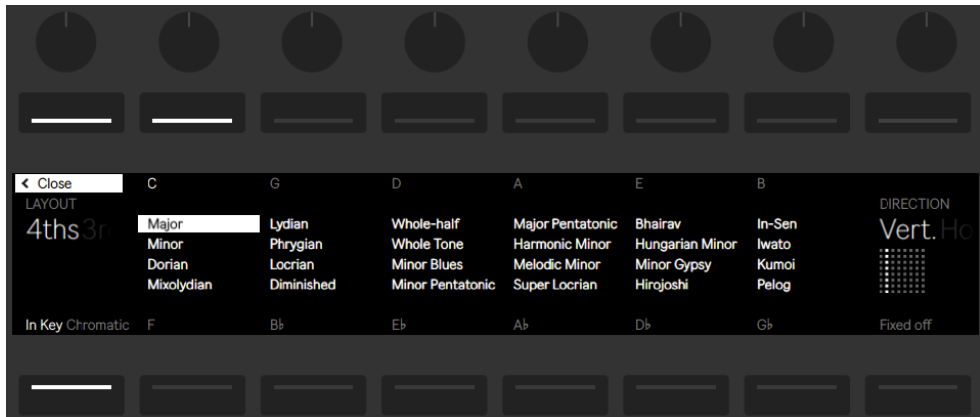 Close C G D A E B
LAYOUT DIRECTION
4ths 3r Vert. Ho
Major Lydian Whole-half Major Pentatonic Bhairav In-Sen
Minor Phrygian Whole Tone Harmonic Minor Hungarian Minor Iwato
Dorian Locrian Minor Blues Melodic Minor Minor Gypsy Kumoi
Mixolydian Diminished Minor Pentatonic Super Locrian Hirojoshi Pelog
In Key Chromatic F B♭ E♭ A♭ D♭ G♭ Fixed off